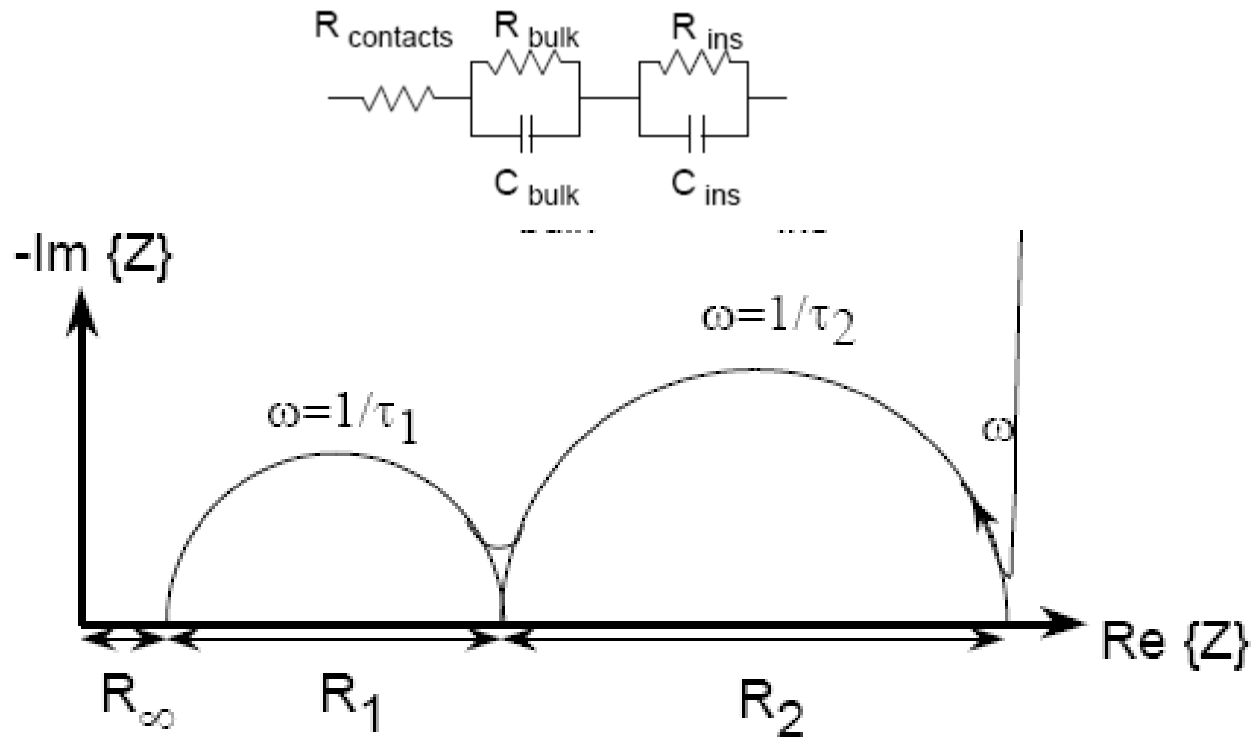 R contacts R bulk R ins
C bulk C ins
-Im {Z}
ω=1/τ2
ω=1/τ1
ω
Re {Z}
R∞ R1 R2